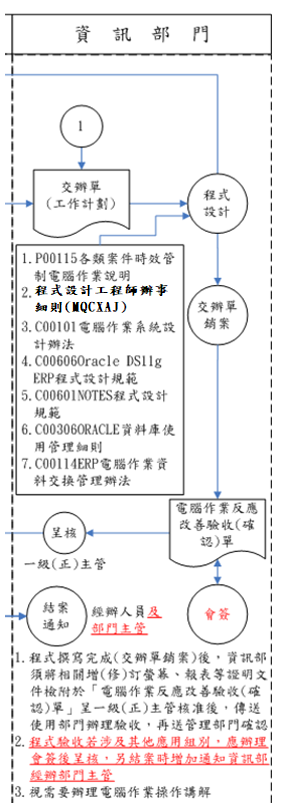 資 訊 部 門
1
交辦單
(工作計劃)
程式
設計
1.P00115各類案件時效管
制電腦作業說明
2.程式設計工程師辦事
細則(MQCXAJ)
3.C00101電腦作業系統設
計辦法
4.C00606Oracle DS11g
ERP程式設計規範
5.C00601NOTES程式設計
規範
6.C00306ORACLE資料庫使
用管理細則
7.C00114ERP電腦作業資
料交換管理辦法
交辦單
銷案
電腦作業反應
改善驗收(確
認)單
呈核
一級(正)主管
結案
通知
經辦人員及
部門主管
會簽
1.程式撰寫完成(交辦單銷案)後，資訊部
須將相關增(修)訂螢幕、報表等證明文
件檢附於「電腦作業反應改善驗收(確
認)單」呈一級(正)主管核准後，傳送
使用部門辦理驗收，再送管理部門確認
2.程式驗收若涉及其他應用組別，應辦理
會簽後呈核，另結案時增加通知資訊部
經辦部門主管
3.視需要辦理電腦作業操作講解